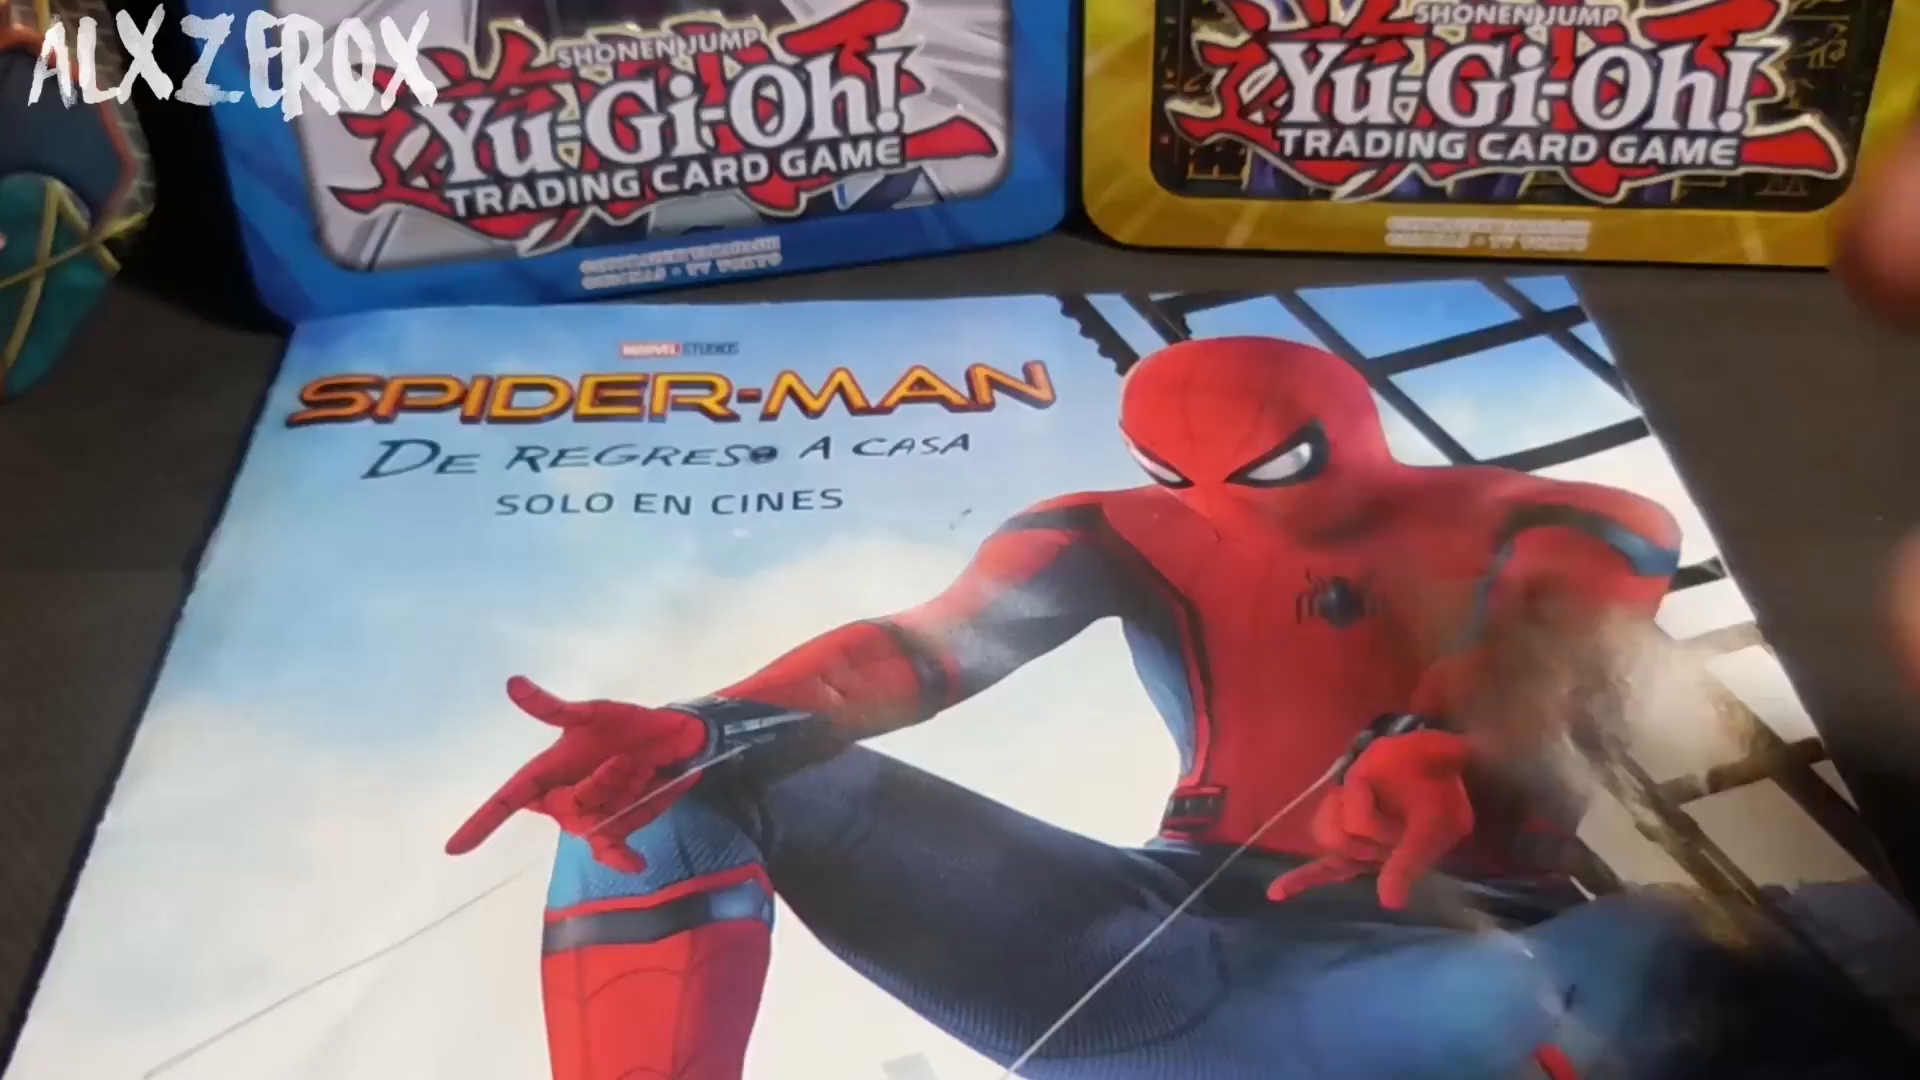 ALXZEROX
SHONEN JUMP
Yu-Gi-Oh!
TRADING CARD GAME
SHONEN JUMP
Yu-Gi-Oh!
TRADING CARD GAME
MARVEL STUDIOS
SPIDER-MAN
DE REGRESO A CASA
SOLO EN CINES